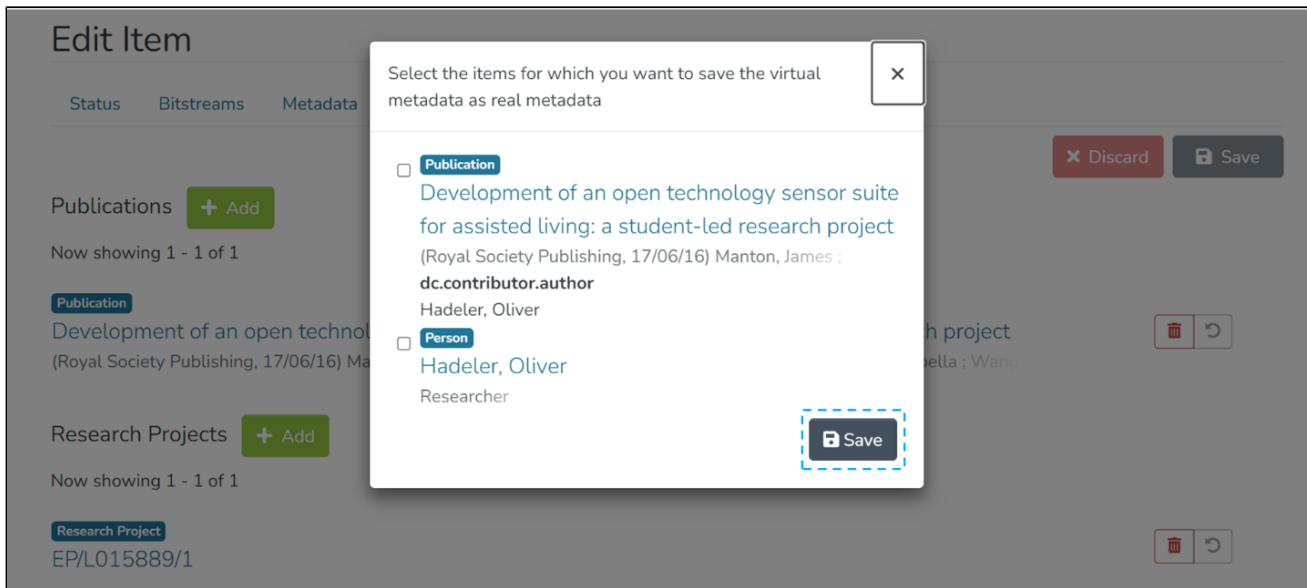 Edit Item
Status Bitstreams Metadata
Discard Save
Publications + Add
Now showing 1 - 1 of 1
Publication
Development of an open technol h project
(Royal Society Publishing, 17/06/16) Ma bella ; Wang
Research Projects + Add
Now showing 1 - 1 of 1
Research Project
EP/L015889/1
Select the items for which you want to save the virtual
metadata as real metadata
Publication
Development of an open technology sensor suite
for assisted living: a student-led research project
(Royal Society Publishing, 17/06/16) Manton, James ;
dc.contributor.author
Hadeler, Oliver
Person
Hadeler, Oliver
Researcher
Save